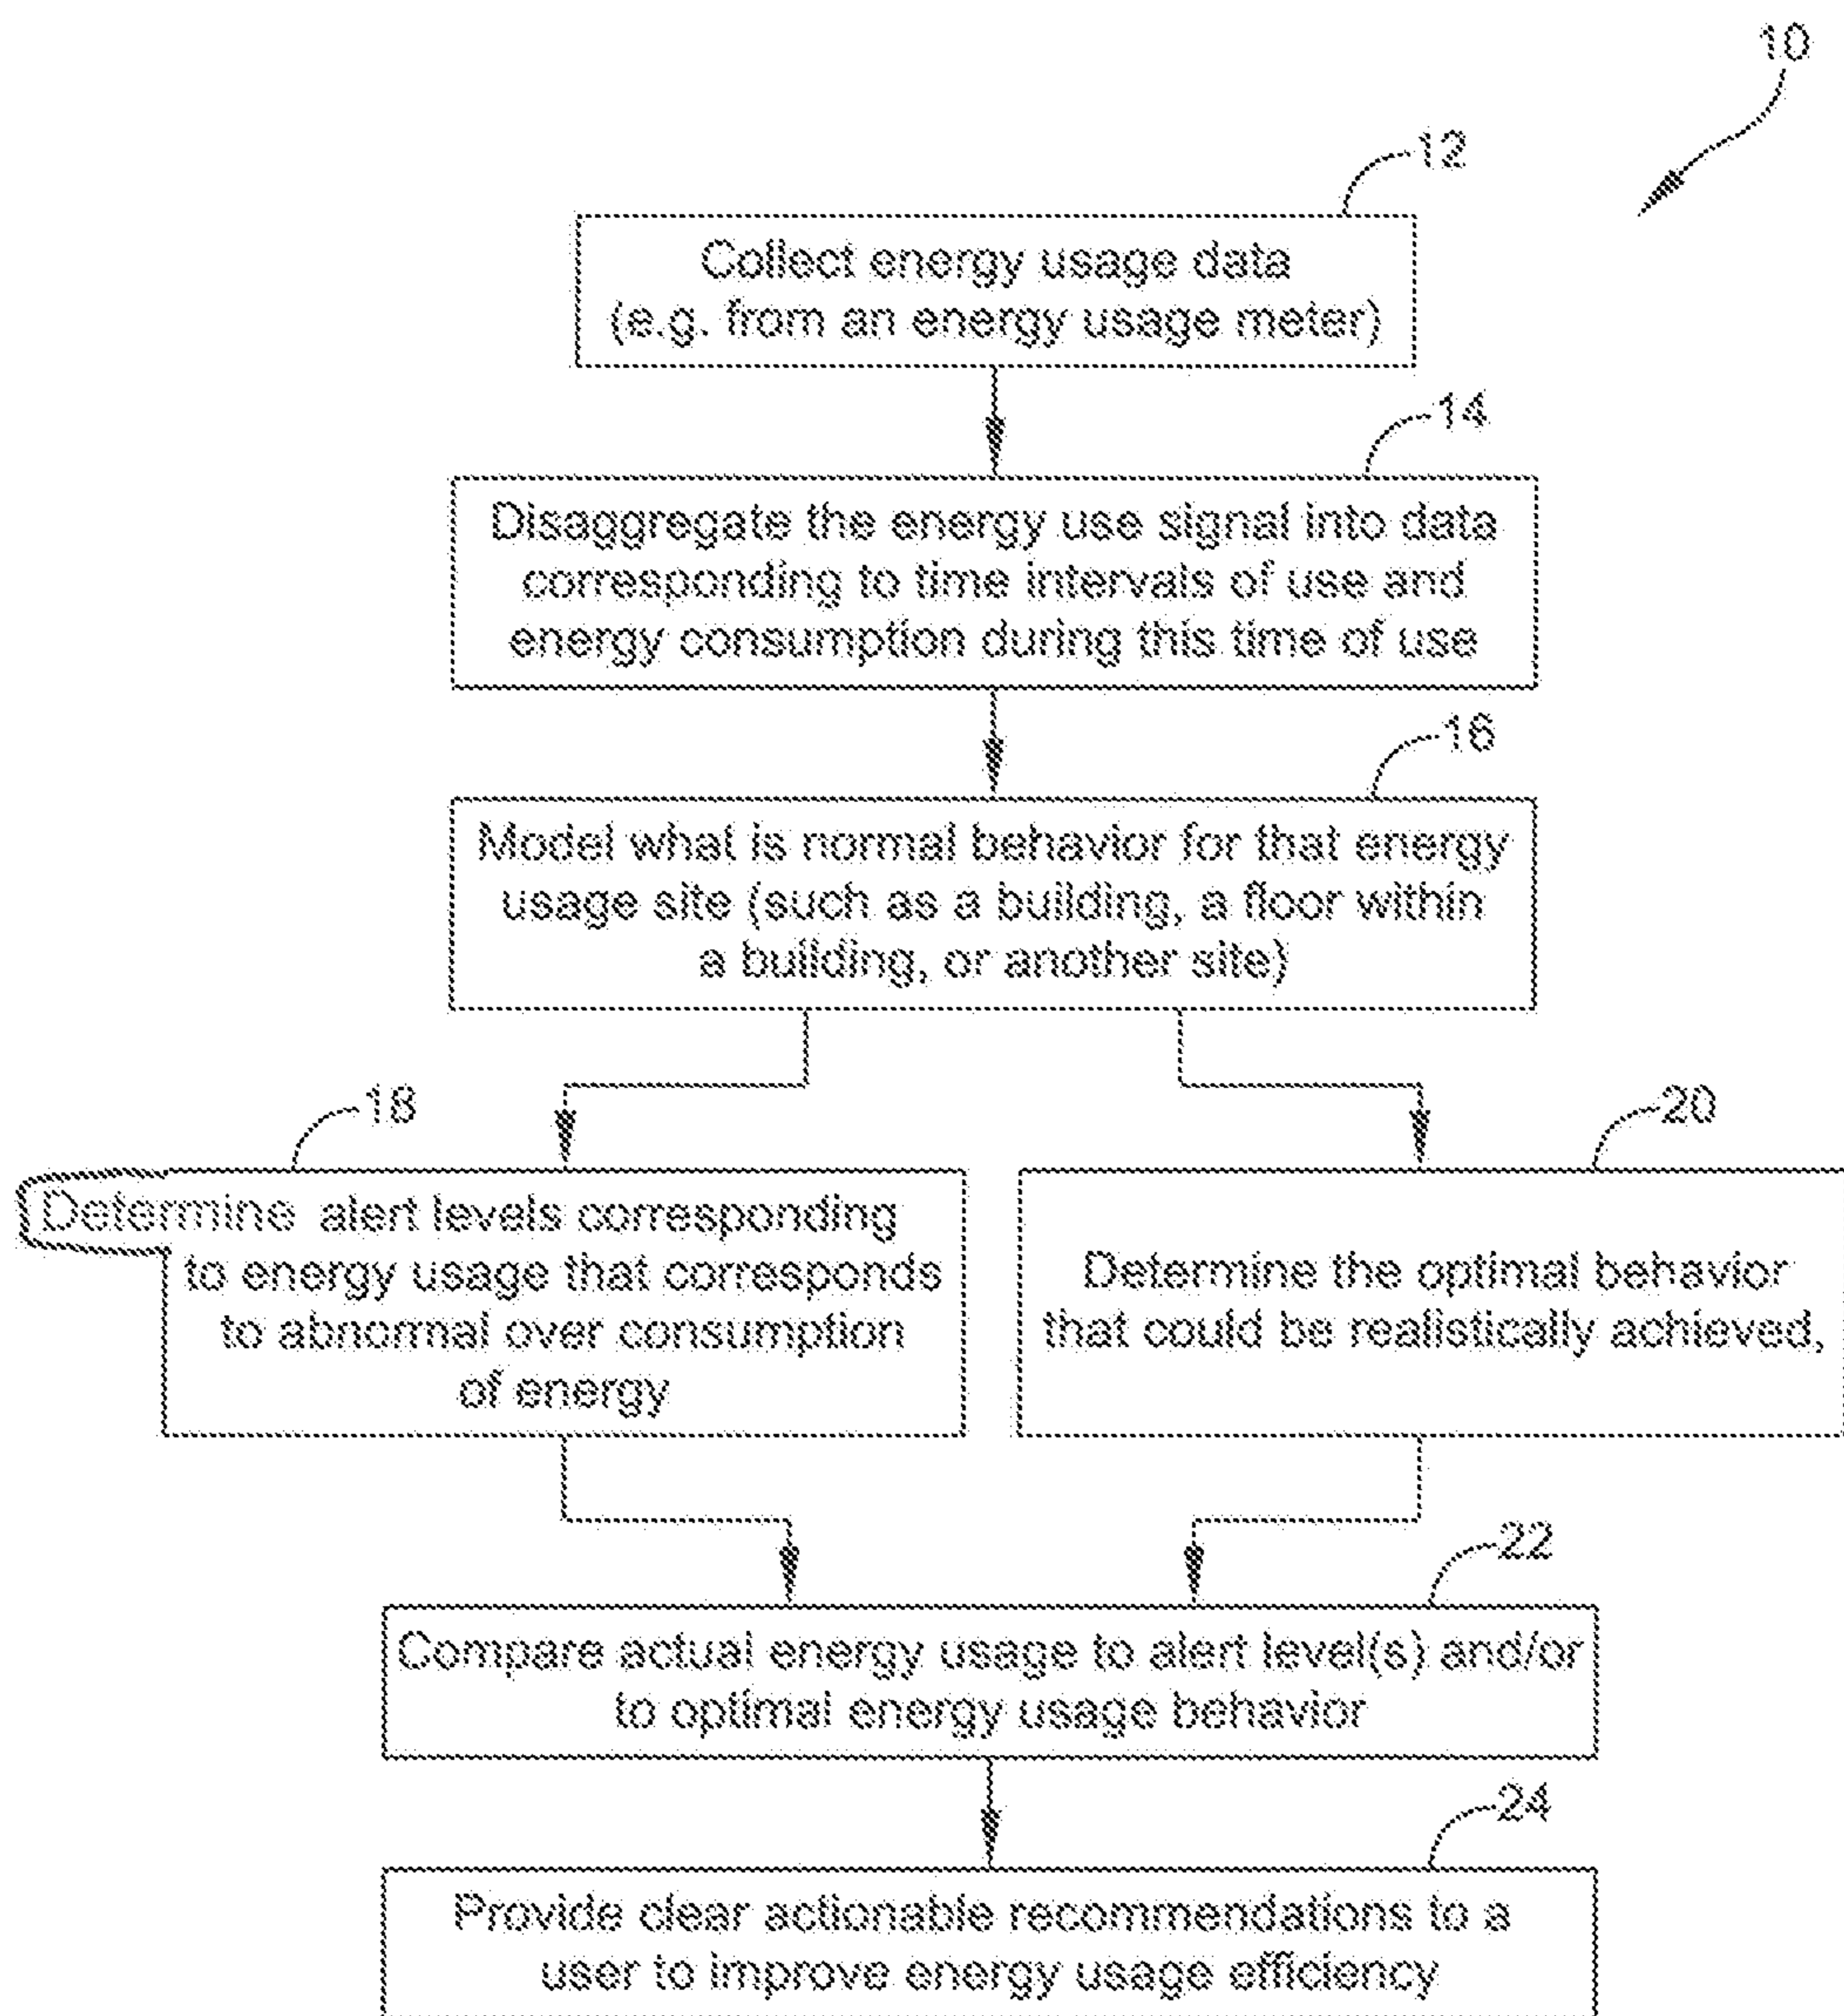 10
12
Collect energy usage data
(e.g. from an energy usage meter)
14
Disaggregate the energy use signal into data
corresponding to time intervals of use and
energy consumption during this time of use
16
Model what is normal behavior for that energy
usage site (such as a building, a floor within
a building, or another site)
18
Determine alert levels corresponding
to energy usage that corresponds
to abnormal over consumption
of energy
20
Determine the optimal behavior
that could be realistically achieved,
22
Compare actual energy usage to alert level(s) and/or
to optimal energy usage behavior
24
Provide clear actionable recommendations to a
user to improve energy usage efficiency